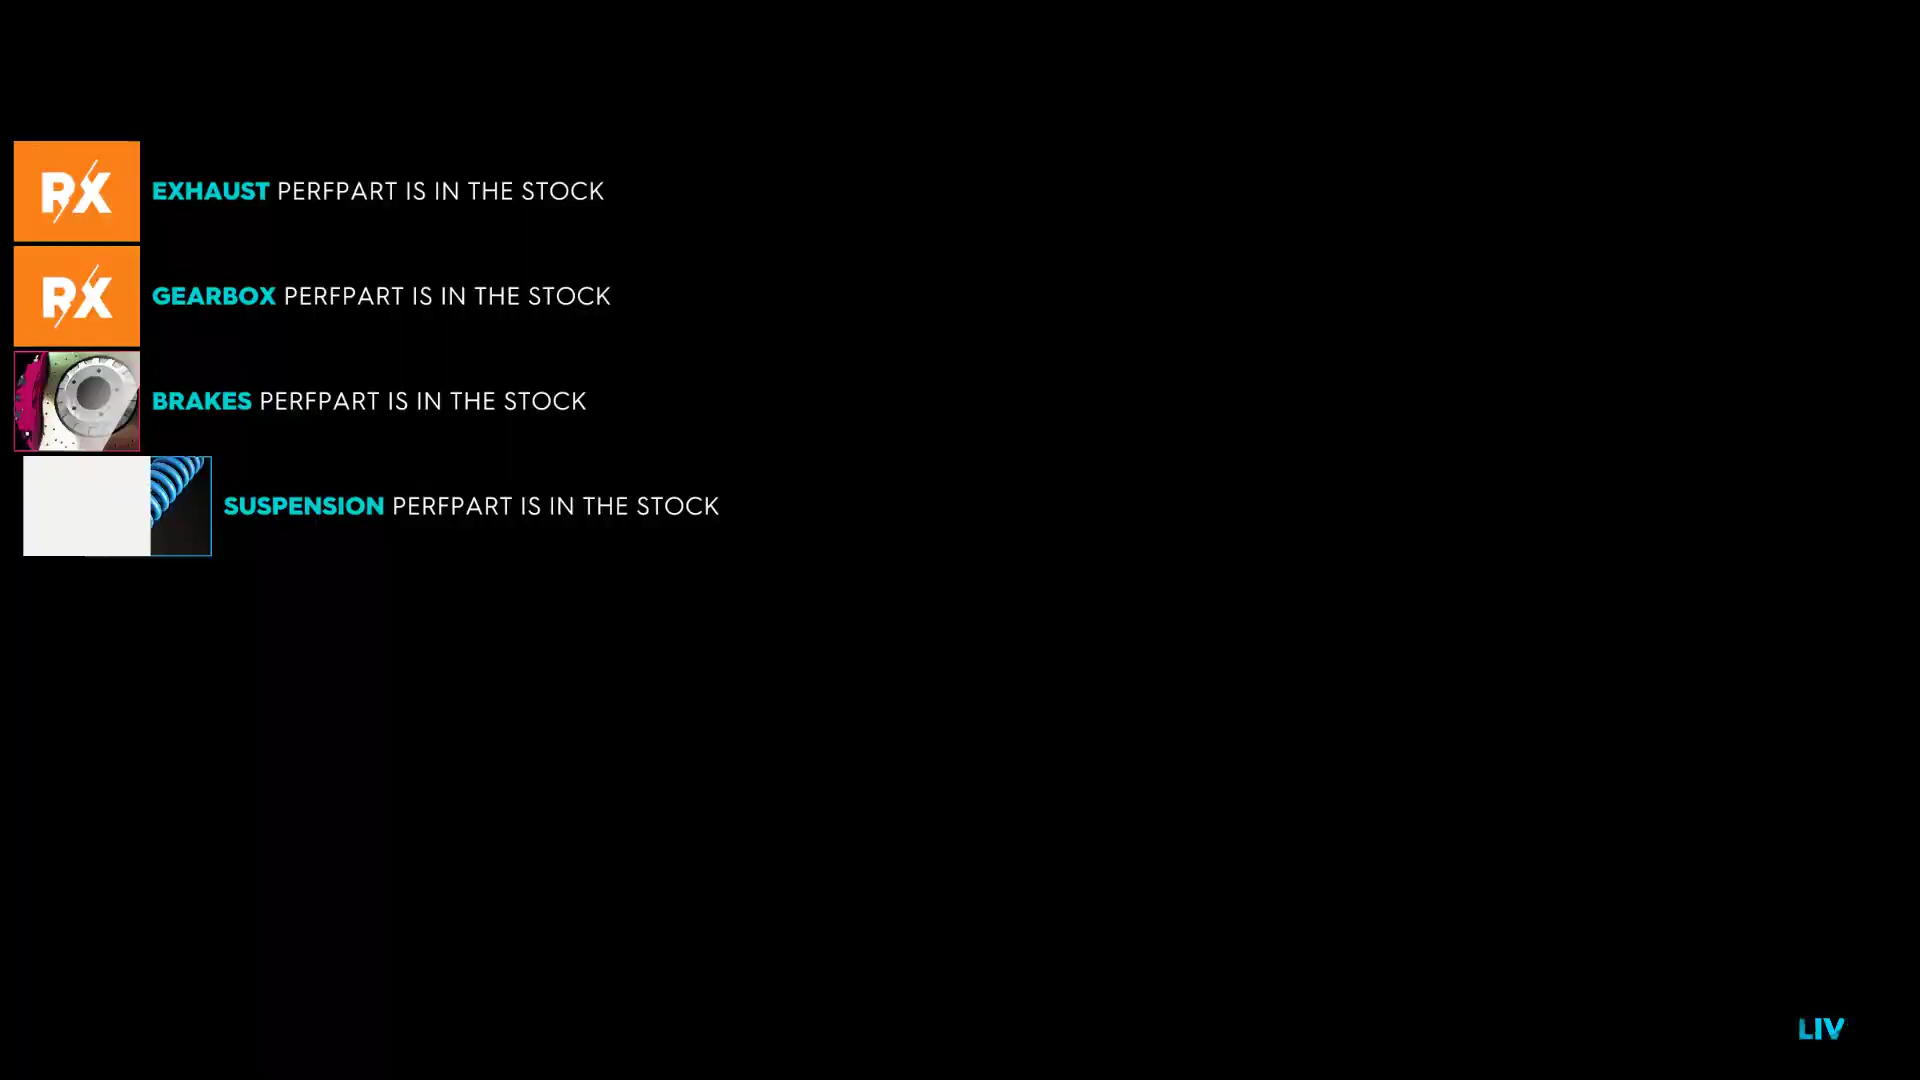 RX
EXHAUST PERFPART IS IN THE STOCK
RX
GEARBOX PERFPART IS IN THE STOCK
BRAKES PERFPART IS IN THE STOCK
SUSPENSION PERFPART IS IN THE STOCK
LIV